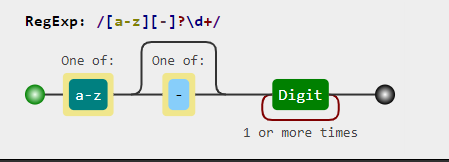 RegExp: /[a-z][-]?\d+/
One of: One of:
a-z - Digit
1 or more times